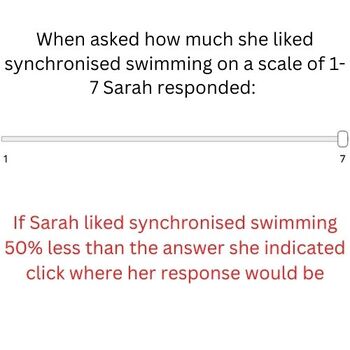 When asked how much she liked
synchronised swimming on a scale of 1-
7 Sarah responded:
1 7
If Sarah liked synchronised swimming
50% less than the answer she indicated
click where her response would be